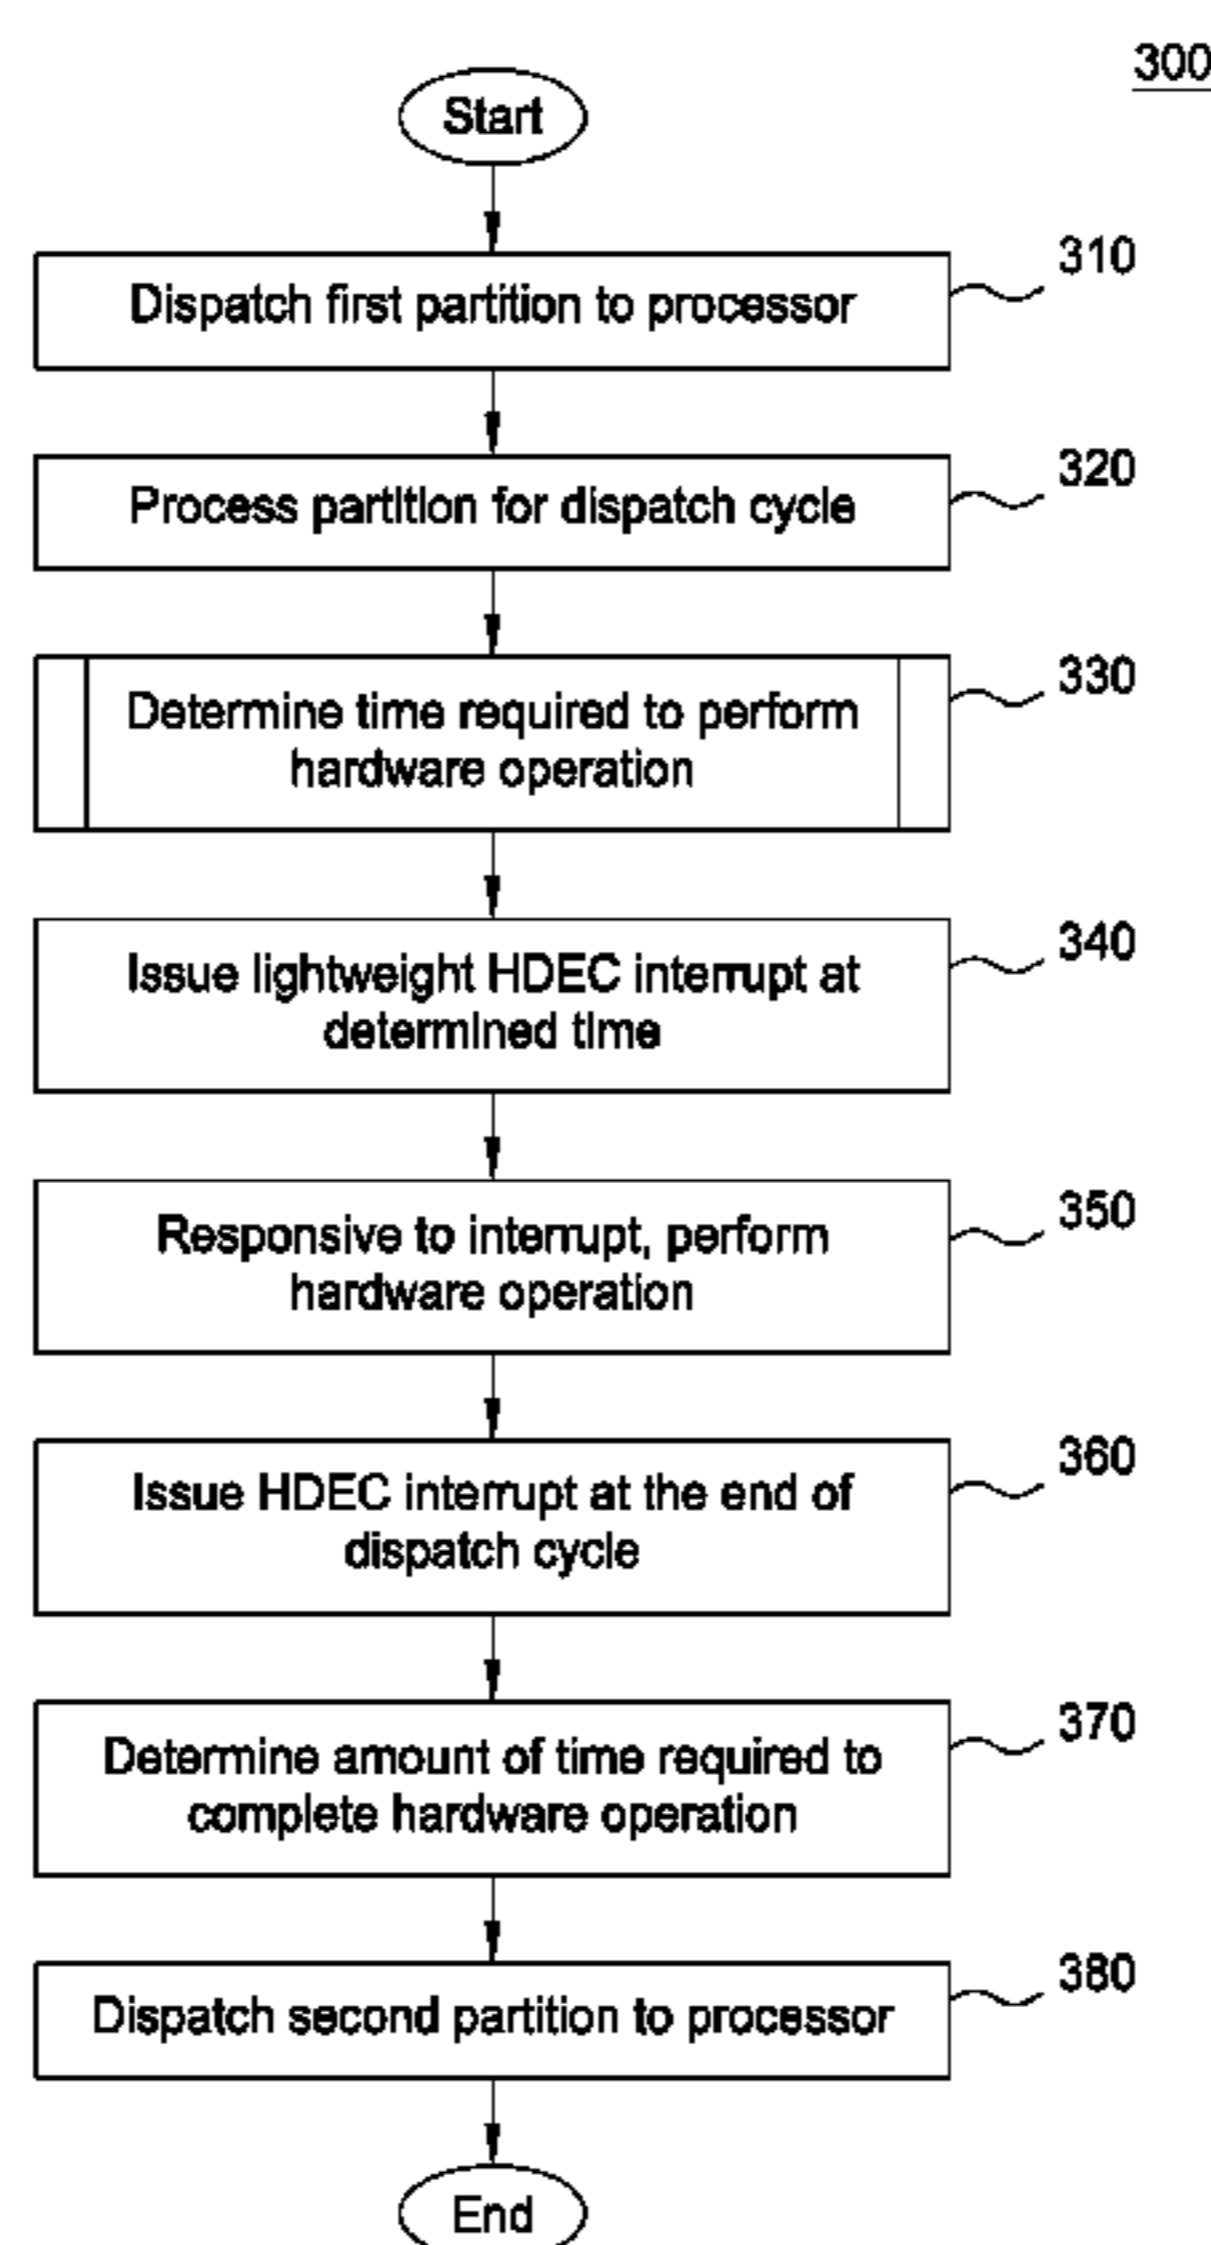 300
Start
Dispatch first partition to processor
310
Process partition for dispatch cycle
320
Determine time required to perform
hardware operation
330
Issue lightweight HDEC interrupt at
determined time
340
Responsive to interrupt, perform
hardware operation
350
Issue HDEC interrupt at the end of
dispatch cycle
360
Determine amount of time required to
complete hardware operation
370
Dispatch second partition to processor
380
End